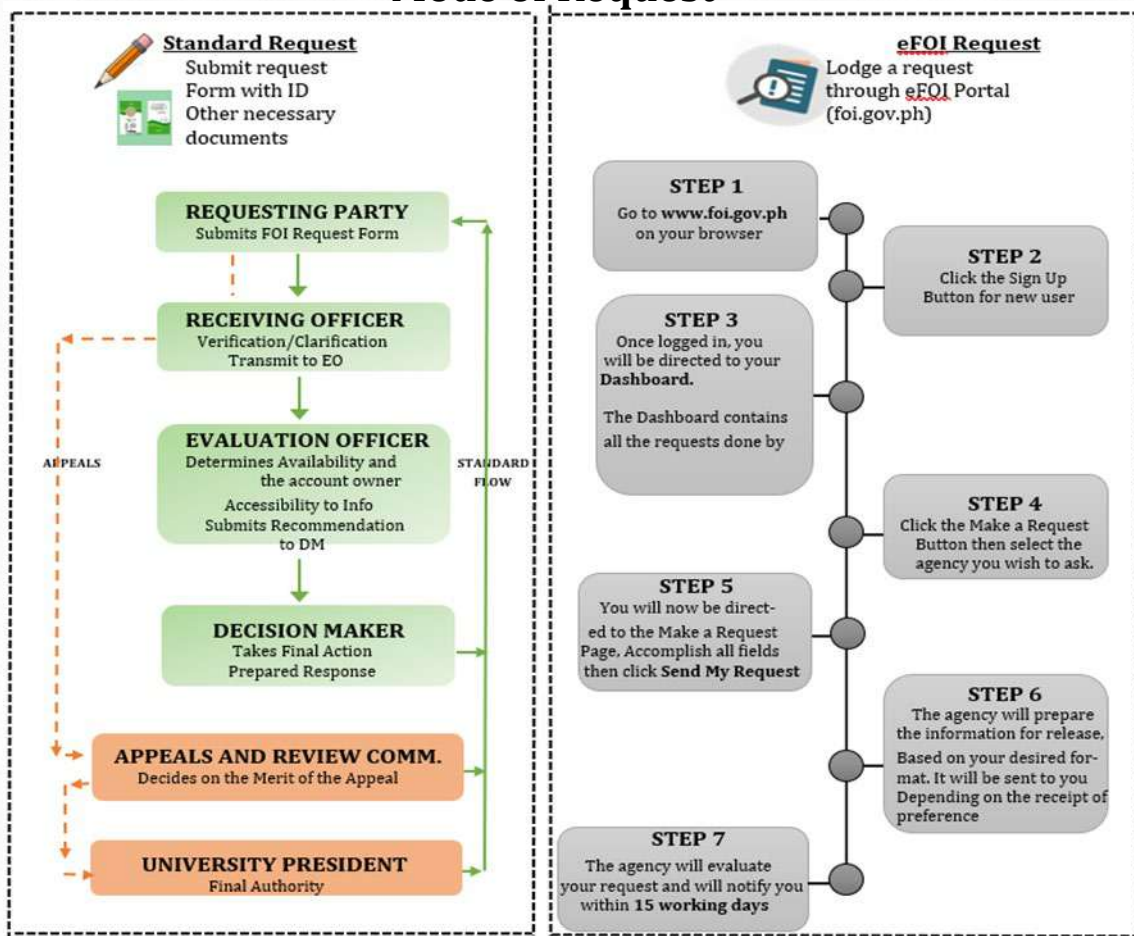 Mode of Request
Standard Request
Submit request
Form with ID
Other necessary
documents
REQUESTING PARTY
Submits FOI Request Form
RECEIVING OFFICER
Verification/Clarification
Transmit to EO
EVALUATION OFFICER
Determines Availability and
the account owner
Accessibility to Info
Submits Recommendation
to DM
APPEALS
STANDARD
FLOW
DECISION MAKER
Takes Final Action
Prepared Response
APPEALS AND REVIEW COMM.
Decides on the Merit of the Appeal
UNIVERSITY PRESIDENT
Final Authority
eFOI Request
Lodge a request
through eFOI Portal
(foi.gov.ph)
STEP 1
Go to www.foi.gov.ph
on your browser
STEP 2
Click the Sign Up
Button for new user
STEP 3
Once logged in, you
will be directed to your
Dashboard.
The Dashboard contains
all the requests done by
STEP 4
Click the Make a Request
Button then select the
agency you wish to ask.
STEP 5
You will now be direct-
ed to the Make a Request
Page, Accomplish all fields
then click Send My Request
STEP 6
The agency will prepare
the information for release,
Based on your desired for-
mat. It will be sent to you
Depending on the receipt of
preference
STEP 7
The agency will evaluate
your request and will notify you
within 15 working days